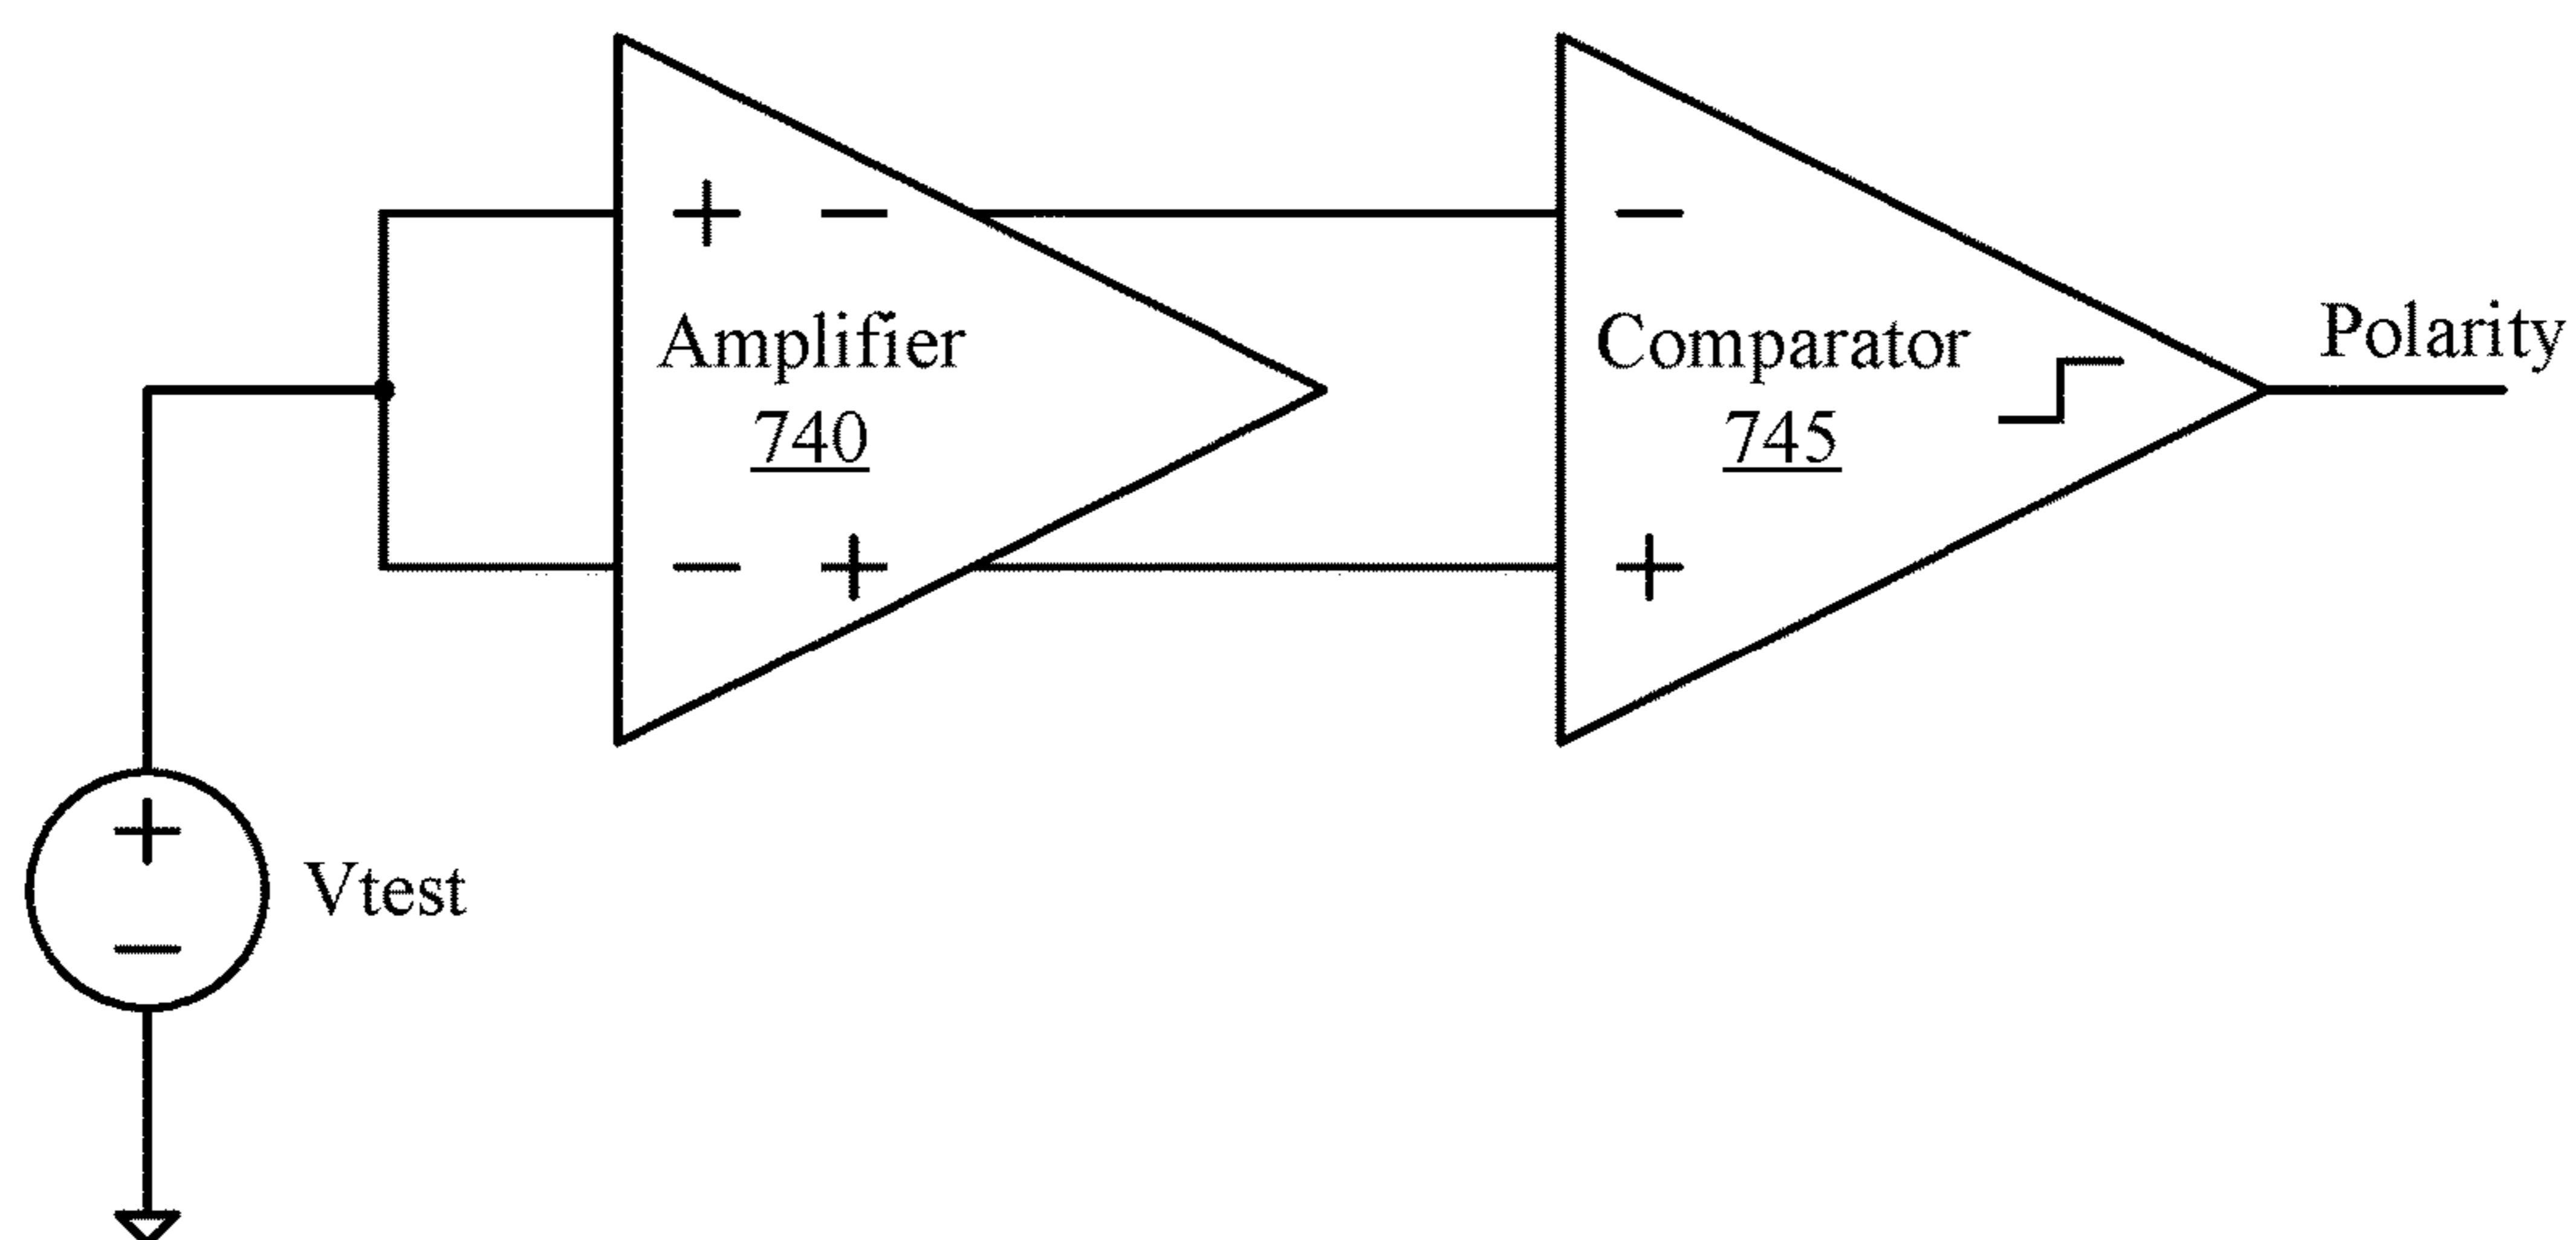 + −
−
Amplifier
740
Comparator
745
Polarity
− +
+
+
Vtest
−